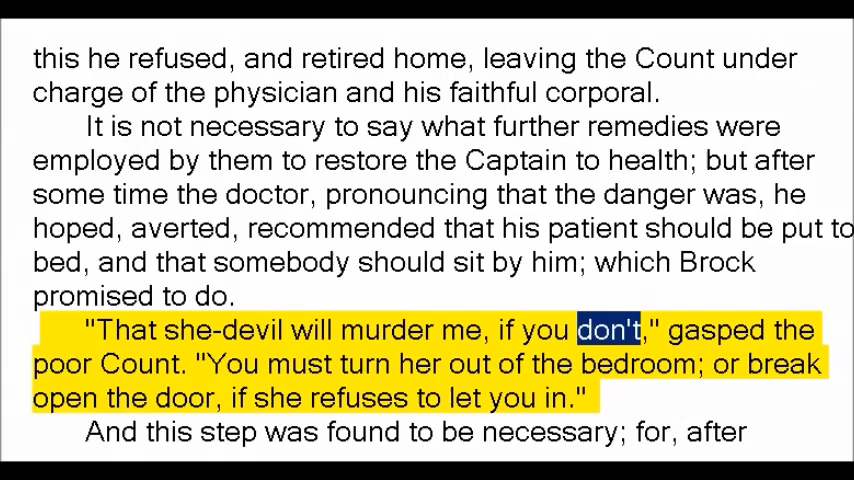 this he refused, and retired home, leaving the Count under
charge of the physician and his faithful corporal.
It is not necessary to say what further remedies were
employed by them to restore the Captain to health; but after
some time the doctor, pronouncing that the danger was, he
hoped, averted, recommended that his patient should be put to
bed, and that somebody should sit by him; which Brock
promised to do.
"That she-devil will murder me, if you don't," gasped the
poor Count. "You must turn her out of the bedroom; or break
open the door, if she refuses to let you in."
And this step was found to be necessary; for, after